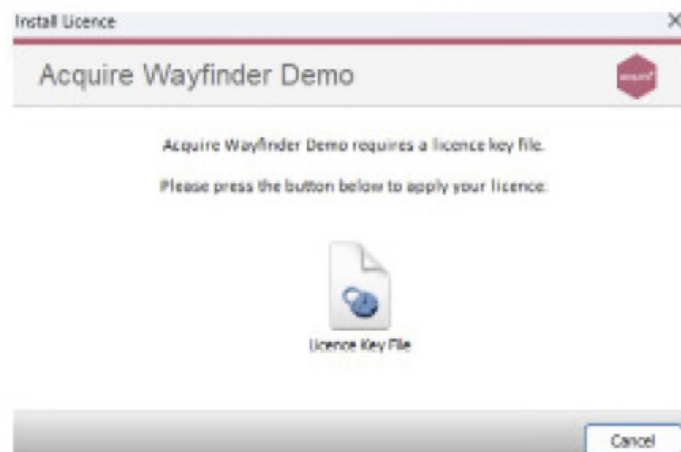 Install Licence
Acquire Wayfinder Demo
Acquire Wayfinder Demo requires a licence key file.
Please press the button below to apply your licence.
Licence Key File
Cancel